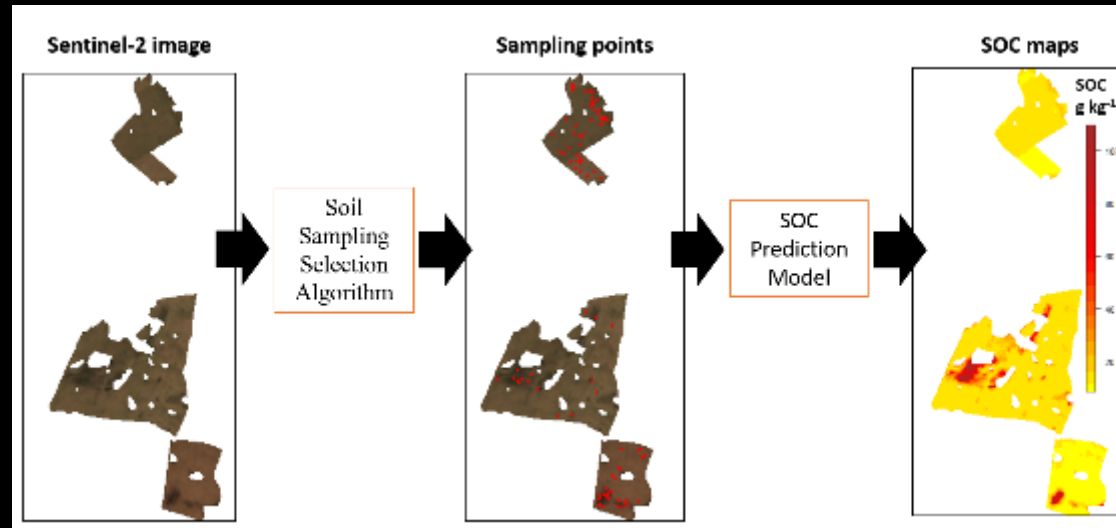 Sentinel-2 image
Sampling points
SOC maps
SOC
g kg⁻¹
Soil
Sampling
Selection
Algorithm
SOC
Prediction
Model